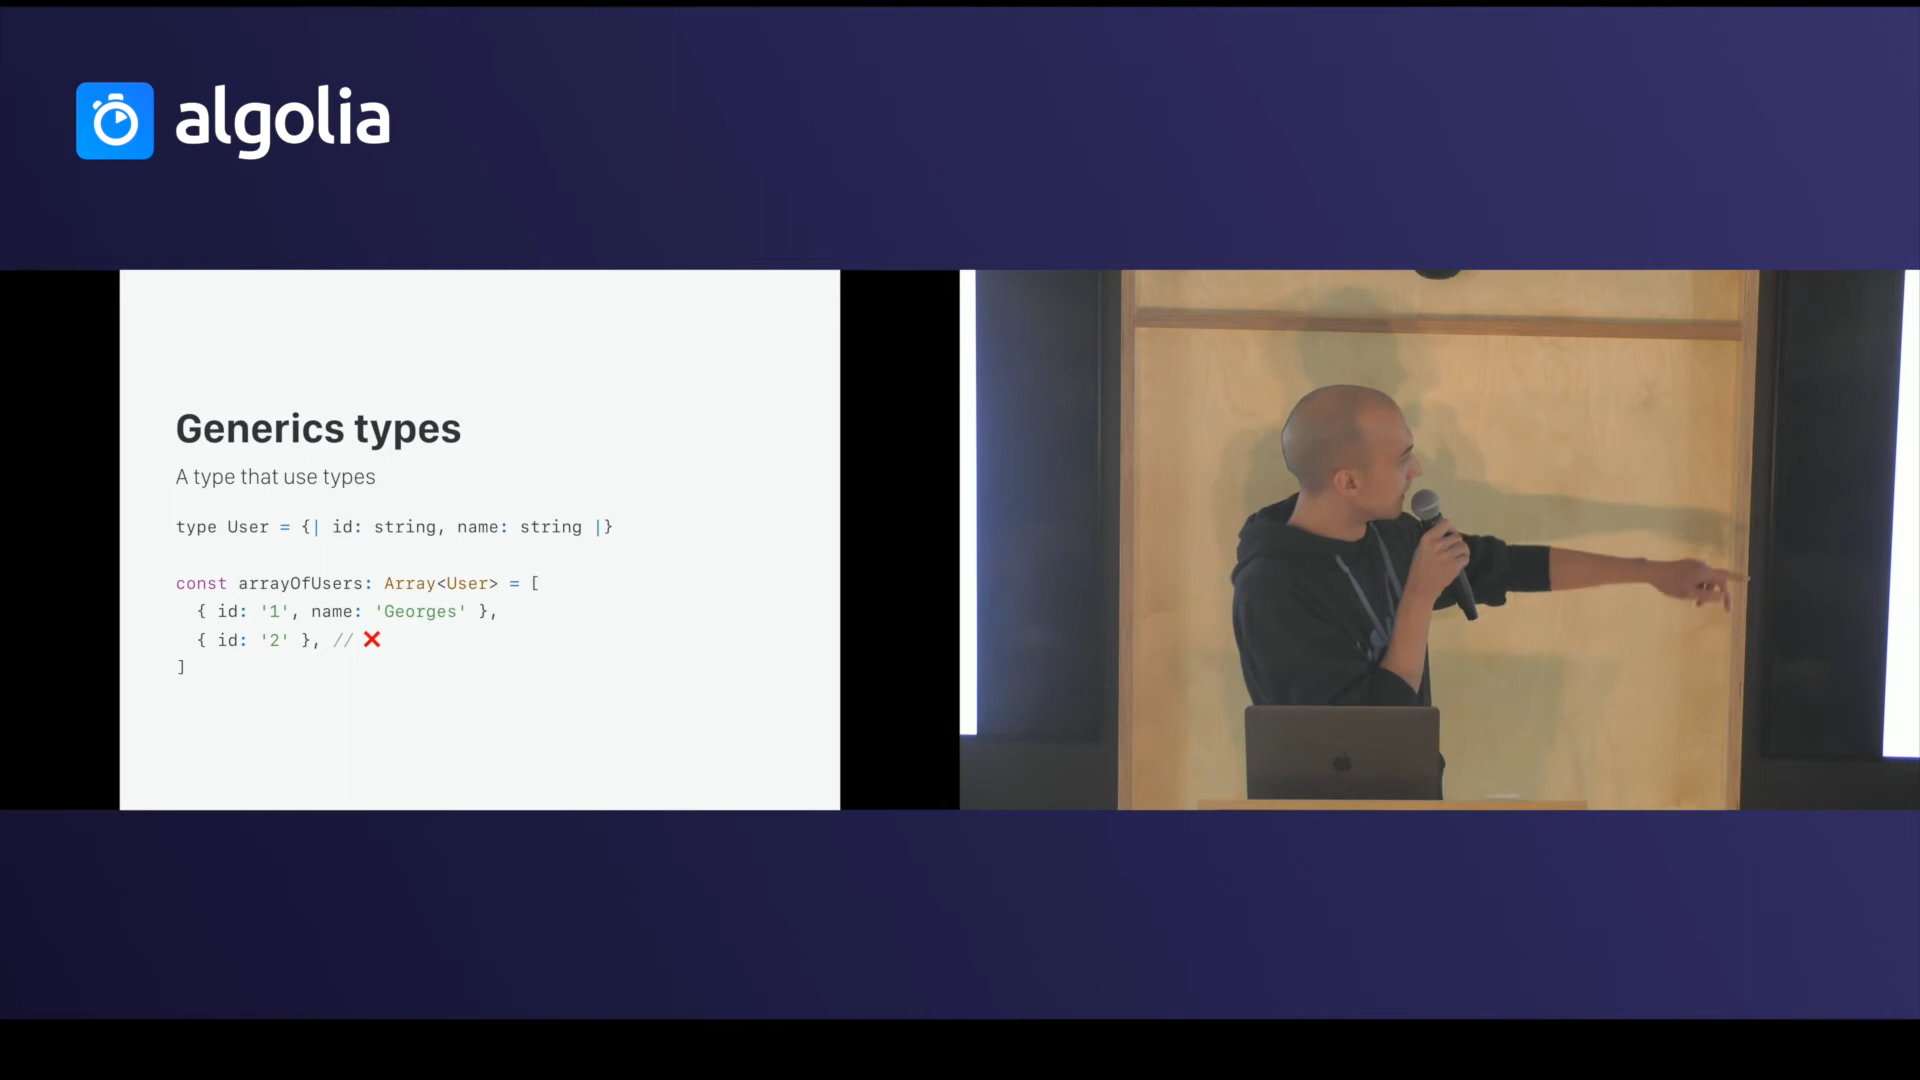 algolia
Generics types
A type that use types
type User = {| id: string, name: string |}
const arrayOfUsers: Array<User> = [
{ id: '1', name: 'Georges' },
{ id: '2' }, // ❌
]